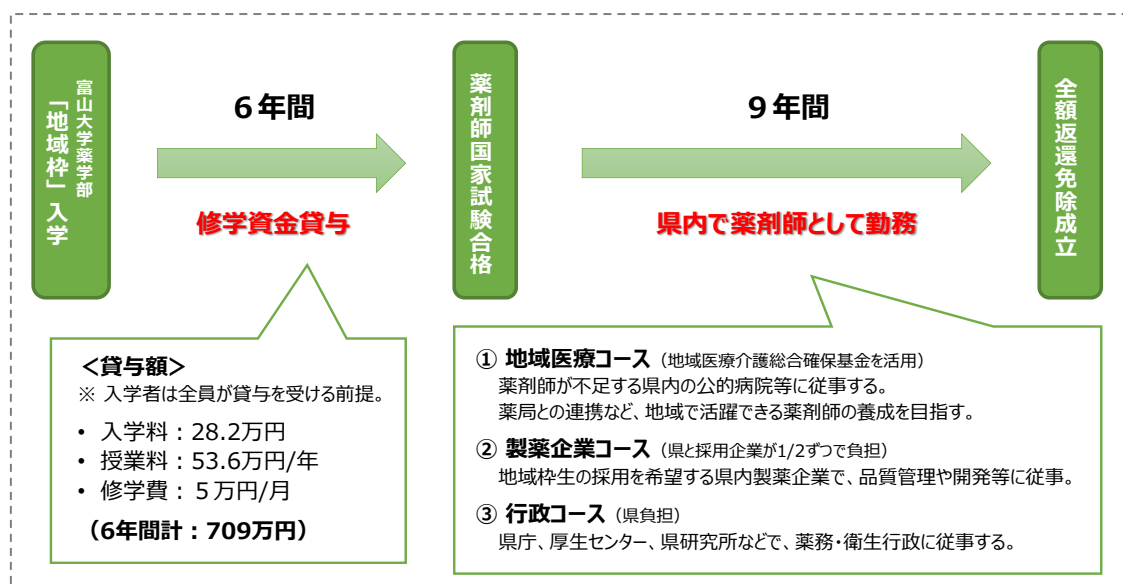 富山大学薬学部
「地域枠」入学
6年間
修学資金貸与
薬剤師国家試験合格
9年間
県内で薬剤師として勤務
全額返還免除成立
＜貸与額＞
※ 入学者は全員が貸与を受ける前提。
• 入学料：28.2万円
• 授業料：53.6万円/年
• 修学費：５万円/月
（6年間計：709万円）
① 地域医療コース（地域医療介護総合確保基金を活用）
薬剤師が不足する県内の公的病院等に従事する。
薬局との連携など、地域で活躍できる薬剤師の養成を目指す。
② 製薬企業コース（県と採用企業が1/2ずつで負担）
地域枠生の採用を希望する県内製薬企業で、品質管理や開発等に従事。
③ 行政コース（県負担）
県庁、厚生センター、県研究所などで、薬務・衛生行政に従事する。